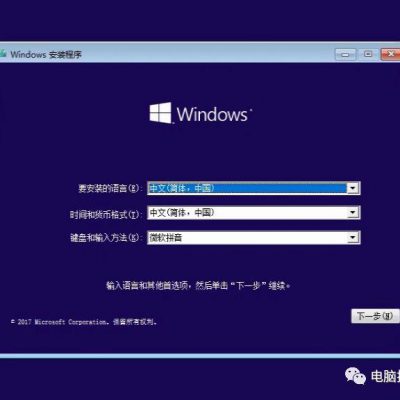 Windows 安装程序
Windows
要安装的语言(E): 中文(简体，中国)
时间和货币格式(T): 中文(简体，中国)
键盘和输入方法(K): 微软拼音
输入语言和其他首选项，然后单击“下一步”继续。
© 2017 Microsoft Corporation。保留所有权利。
下一步(N)
电脑